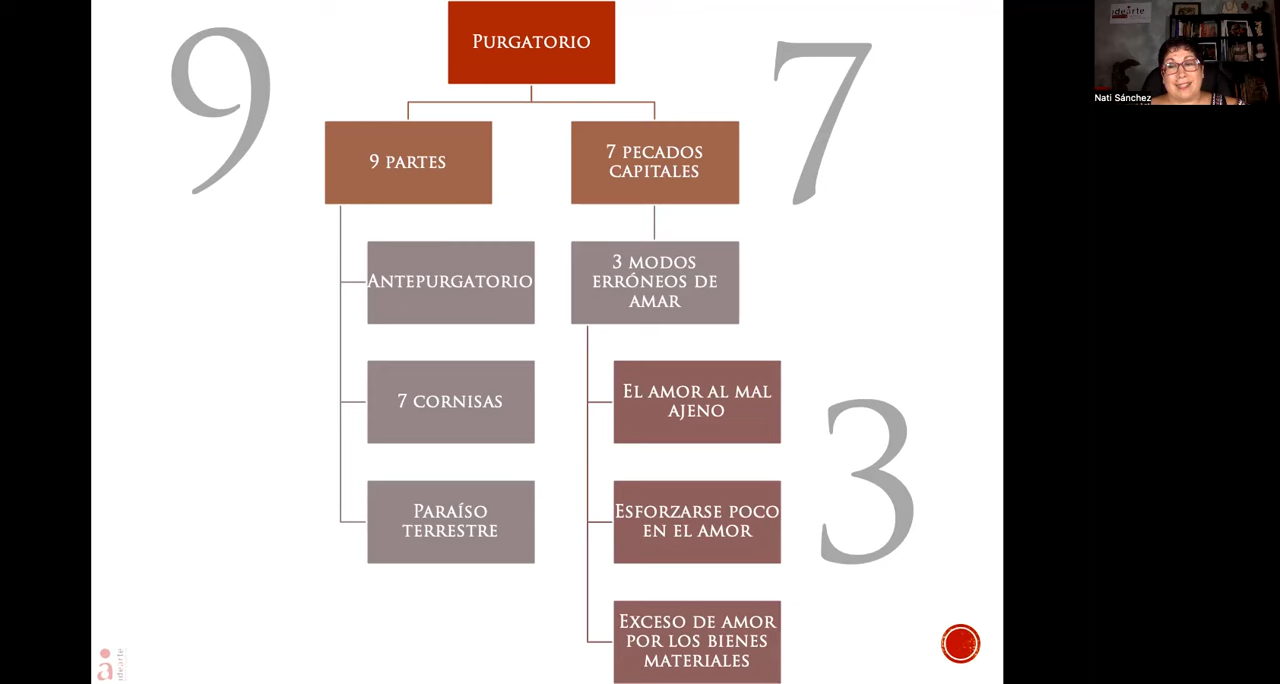 9
PURGATORIO
7
9 PARTES
7 PECADOS
CAPITALES
ANTEPURGATORIO
3 MODOS
ERRÓNEOS DE
AMAR
7 CORNISAS
EL AMOR AL MAL
AJENO
3
PARAÍSO
TERRESTRE
ESFORZARSE POCO
EN EL AMOR
EXCESO DE AMOR
POR LOS BIENES
MATERIALES
idearte
idearte
Nati Sánchez